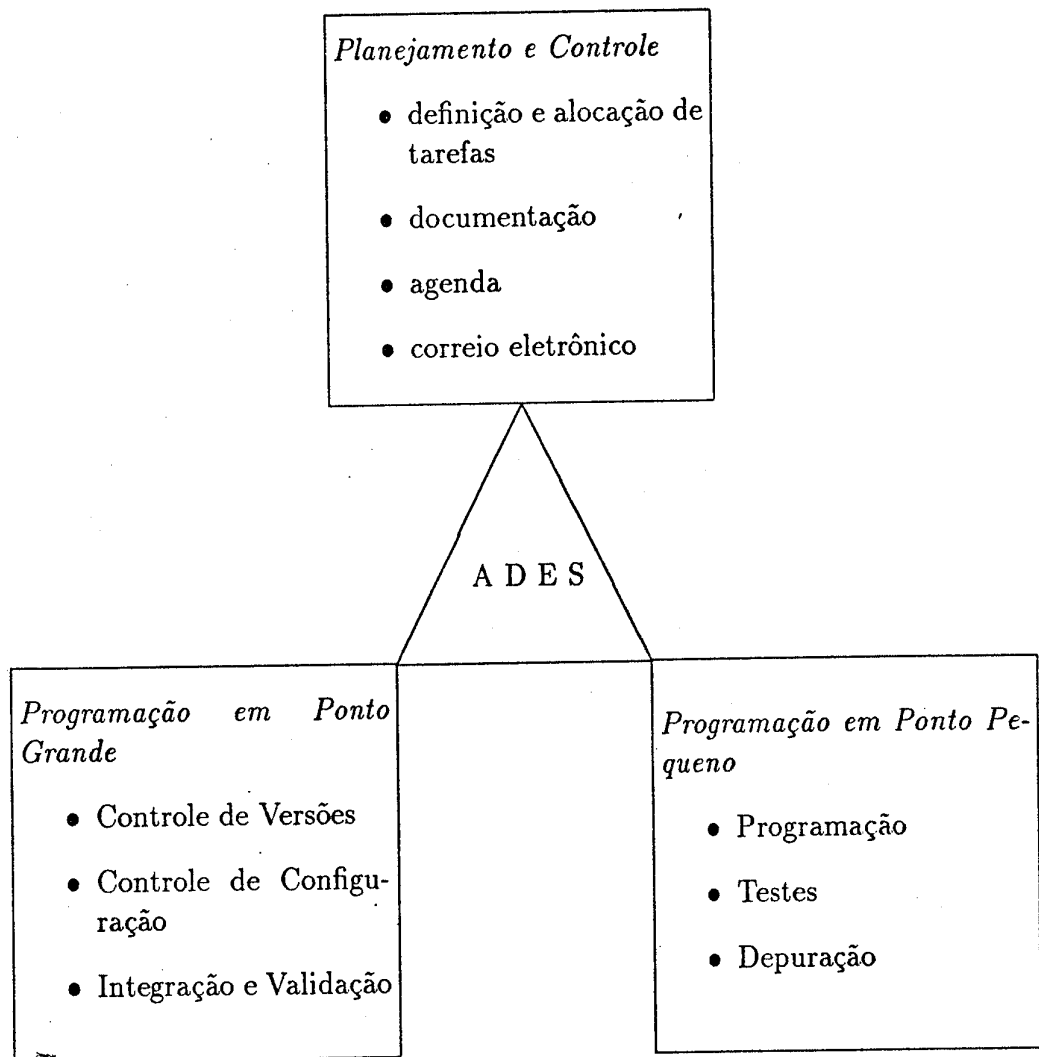 Planejamento e Controle
• definição e alocação de
tarefas
• documentação
• agenda
• correio eletrônico
A D E S
Programação em Ponto
Grande
• Controle de Versões
• Controle de Configu-
ração
• Integração e Validação
Programação em Ponto Pe-
queno
• Programação
• Testes
• Depuração